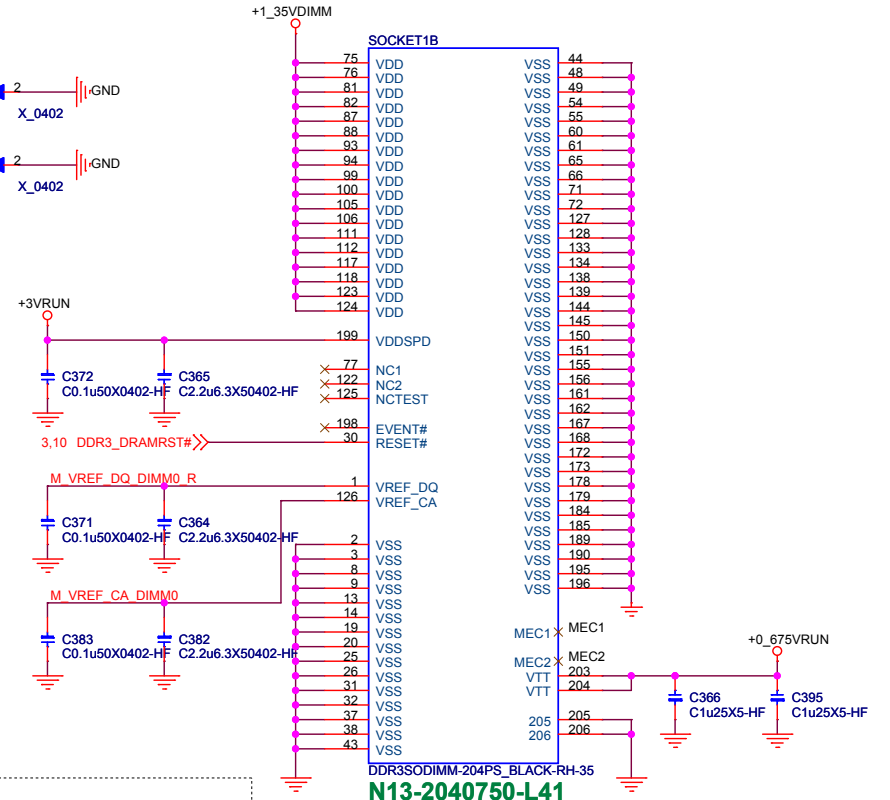 +1_35VDIMM
SOCKET1B
2
GND
X_0402
2
GND
X_0402
75 VDD VSS 44
76 VDD VSS 48
81 VDD VSS 49
82 VDD VSS 54
87 VDD VSS 55
88 VDD VSS 60
93 VDD VSS 61
94 VDD VSS 65
99 VDD VSS 66
100 VDD VSS 71
105 VDD VSS 72
106 VDD VSS 127
111 VDD VSS 128
112 VDD VSS 133
117 VDD VSS 134
118 VDD VSS 138
123 VDD VSS 139
124 VDD VSS 144
VSS 145
+3VRUN
199 VDDSPD VSS 150
VSS 151
77 NC1 VSS 155
122 NC2 VSS 156
125 NCTEST VSS 161
VSS 162
198 EVENT# VSS 167
3,10 DDR3_DRAMRST# 30 RESET# VSS 168
VSS 172
VSS 173
C372 C365
C0.1u50X0402-HF C2.2u6.3X50402-HF
M_VREF_DQ_DIMM0_R
1 VREF_DQ VSS 178
126 VREF_CA VSS 179
VSS 184
VSS 185
C371 C364
C0.1u50X0402-HF C2.2u6.3X50402-HF
2 VSS VSS 189
3 VSS VSS 190
8 VSS VSS 195
9 VSS VSS 196
M_VREF_CA_DIMM0
13 VSS
14 VSS
19 VSS MEC1 MEC1
20 VSS
C383 C382
C0.1u50X0402-HF C2.2u6.3X50402-HF
25 VSS MEC2 MEC2
26 VSS VTT 203
31 VSS VTT 204
32 VSS
37 VSS 205 205
38 VSS 206 206
43 VSS
+0_675VRUN
C366 C395
C1u25X5-HF C1u25X5-HF
DDR3SODIMM-204PS_BLACK-RH-35
N13-2040750-L41